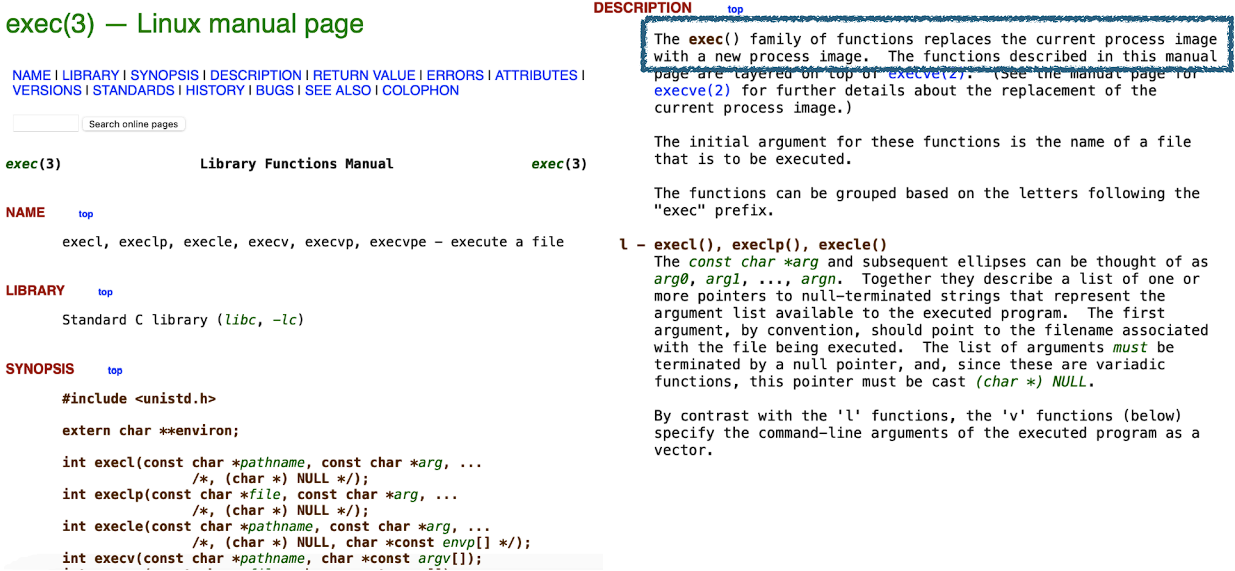 exec(3) — Linux manual page
NAME | LIBRARY | SYNOPSIS | DESCRIPTION | RETURN VALUE | ERRORS | ATTRIBUTES |
VERSIONS | STANDARDS | HISTORY | BUGS | SEE ALSO | COLOPHON
Search online pages
exec(3) Library Functions Manual exec(3)
NAME top
execl, execlp, execle, execv, execvp, execvpe - execute a file
LIBRARY top
Standard C library (libc, -lc)
SYNOPSIS top
#include <unistd.h>
extern char **environ;
int execl(const char *pathname, const char *arg, ...
/*, (char *) NULL */);
int execlp(const char *file, const char *arg, ...
/*, (char *) NULL */);
int execle(const char *pathname, const char *arg, ...
/*, (char *) NULL, char *const envp[] */);
int execv(const char *pathname, char *const argv[]);
DESCRIPTION top
The exec() family of functions replaces the current process image
with a new process image. The functions described in this manual
page are layered on top of execve(2). (See the manual page for
execve(2) for further details about the replacement of the
current process image.)
The initial argument for these functions is the name of a file
that is to be executed.
The functions can be grouped based on the letters following the
"exec" prefix.
l - execl(), execlp(), execle()
The const char *arg and subsequent ellipses can be thought of as
arg0, arg1, ..., argn. Together they describe a list of one or
more pointers to null-terminated strings that represent the
argument list available to the executed program. The first
argument, by convention, should point to the filename associated
with the file being executed. The list of arguments must be
terminated by a null pointer, and, since these are variadic
functions, this pointer must be cast (char *) NULL.
By contrast with the 'l' functions, the 'v' functions (below)
specify the command-line arguments of the executed program as a
vector.